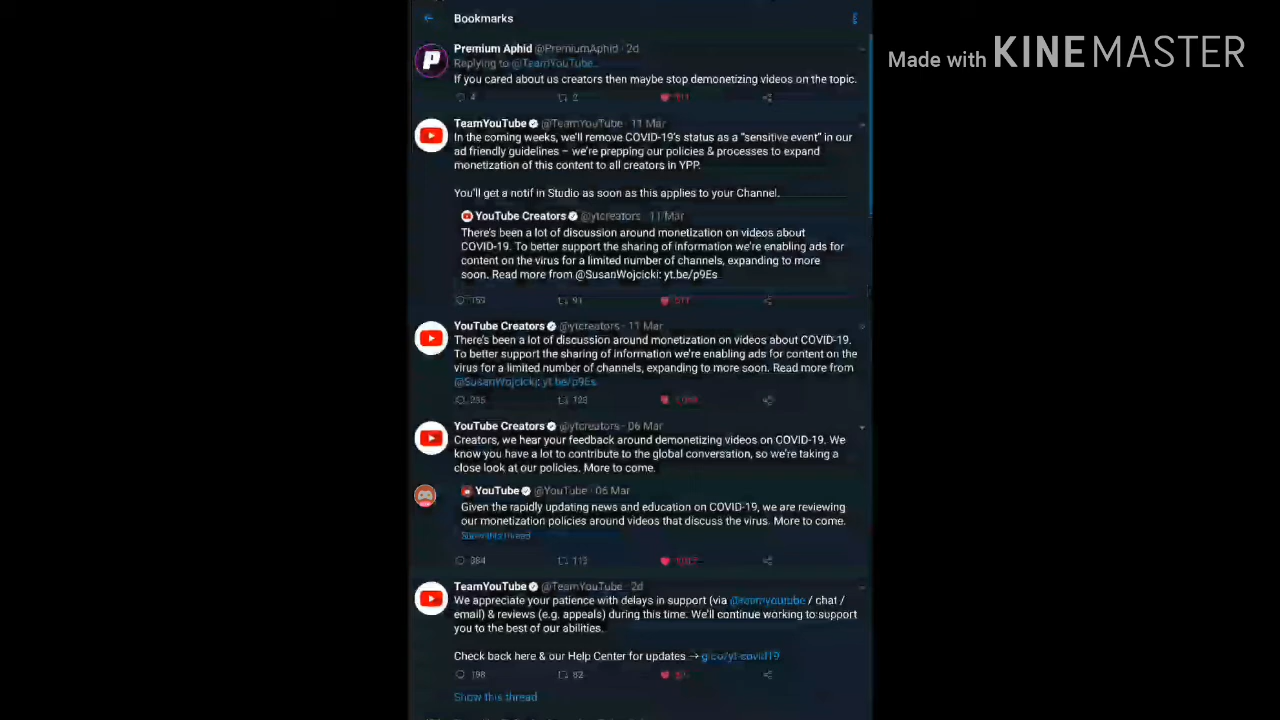 Bookmarks
Made with KINEMASTER
Premium Aphid @PremiumAphid · 2d
Replying to @TeamYouTube
If you cared about us creators then maybe stop demonetizing videos on the topic.
4 2
TeamYouTube @TeamYouTube · 11 Mar
In the coming weeks, we'll remove COVID-19's status as a "sensitive event" in our
ad friendly guidelines – we're prepping our policies & processes to expand
monetization of this content to all creators in YPP.
You'll get a notif in Studio as soon as this applies to your Channel.
YouTube Creators @ytcreators · 11 Mar
There's been a lot of discussion around monetization on videos about
COVID-19. To better support the sharing of information we're enabling ads for
content on the virus for a limited number of channels, expanding to more
soon. Read more from @SusanWojcicki: yt.be/p9Es
159 91
YouTube Creators @ytcreators · 11 Mar
There's been a lot of discussion around monetization on videos about COVID-19.
To better support the sharing of information we're enabling ads for content on the
virus for a limited number of channels, expanding to more soon. Read more from
@SusanWojcicki: yt.be/p9Es
YouTube Creators @ytcreators · 06 Mar
Creators, we hear your feedback around demonetizing videos on COVID-19. We
know you have a lot to contribute to the global conversation, so we're taking a
close look at our policies. More to come.
YouTube @YouTube · 06 Mar
Given the rapidly updating news and education on COVID-19, we are reviewing
our monetization policies around videos that discuss the virus. More to come.
Show this thread
384 113
TeamYouTube @TeamYouTube · 2d
We appreciate your patience with delays in support (via @teamyoutube / chat /
email) & reviews (e.g. appeals) during this time. We'll continue working to support
you to the best of our abilities.
Check back here & our Help Center for updates → g.co/yt-covid19
198 82
Show this thread